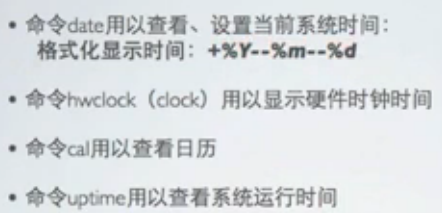 • 命令date用以查看、设置当前系统时间：
格式化显示时间：+%Y--%m--%d
• 命令hwclock（clock）用以显示硬件时钟时间
• 命令cal用以查看日历
• 命令uptime用以查看系统运行时间